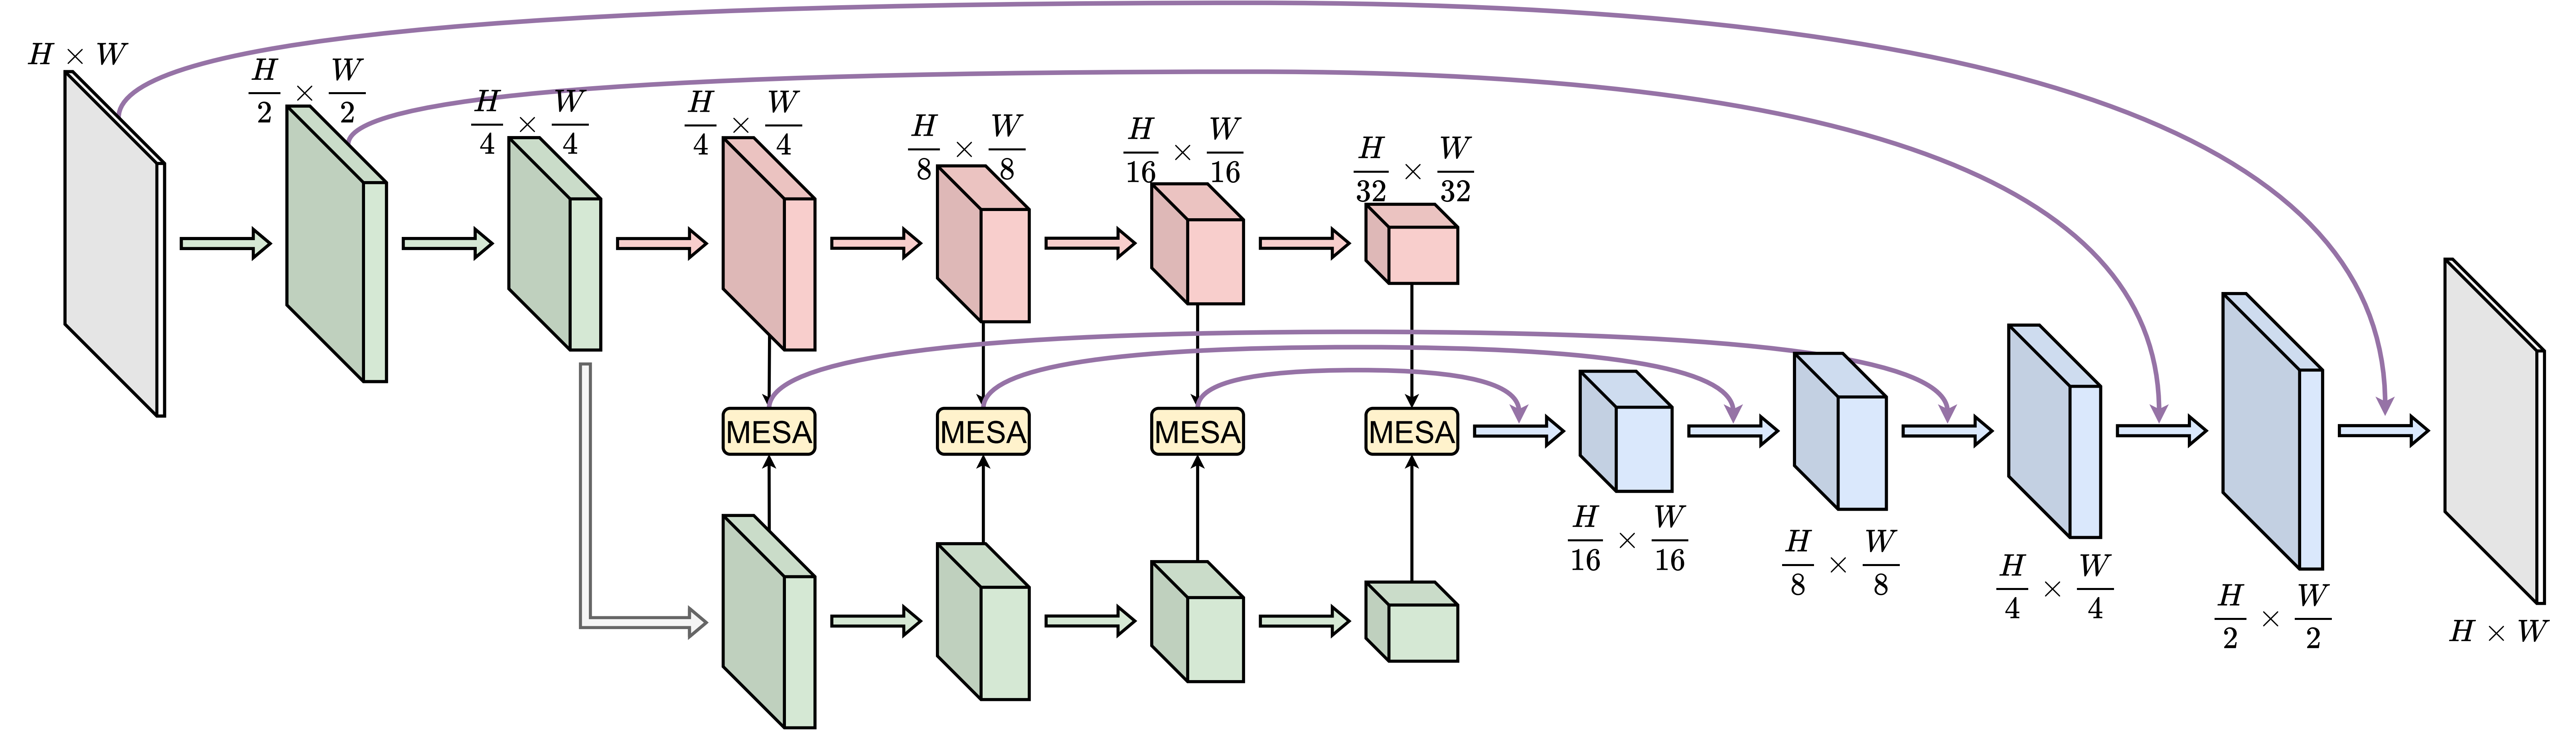 H × W
H/2 × W/2
H/4 × W/4
H/4 × W/4
H/8 × W/8
H/16 × W/16
H/32 × W/32
MESA
MESA
MESA
MESA
H/16 × W/16
H/8 × W/8
H/4 × W/4
H/2 × W/2
H × W